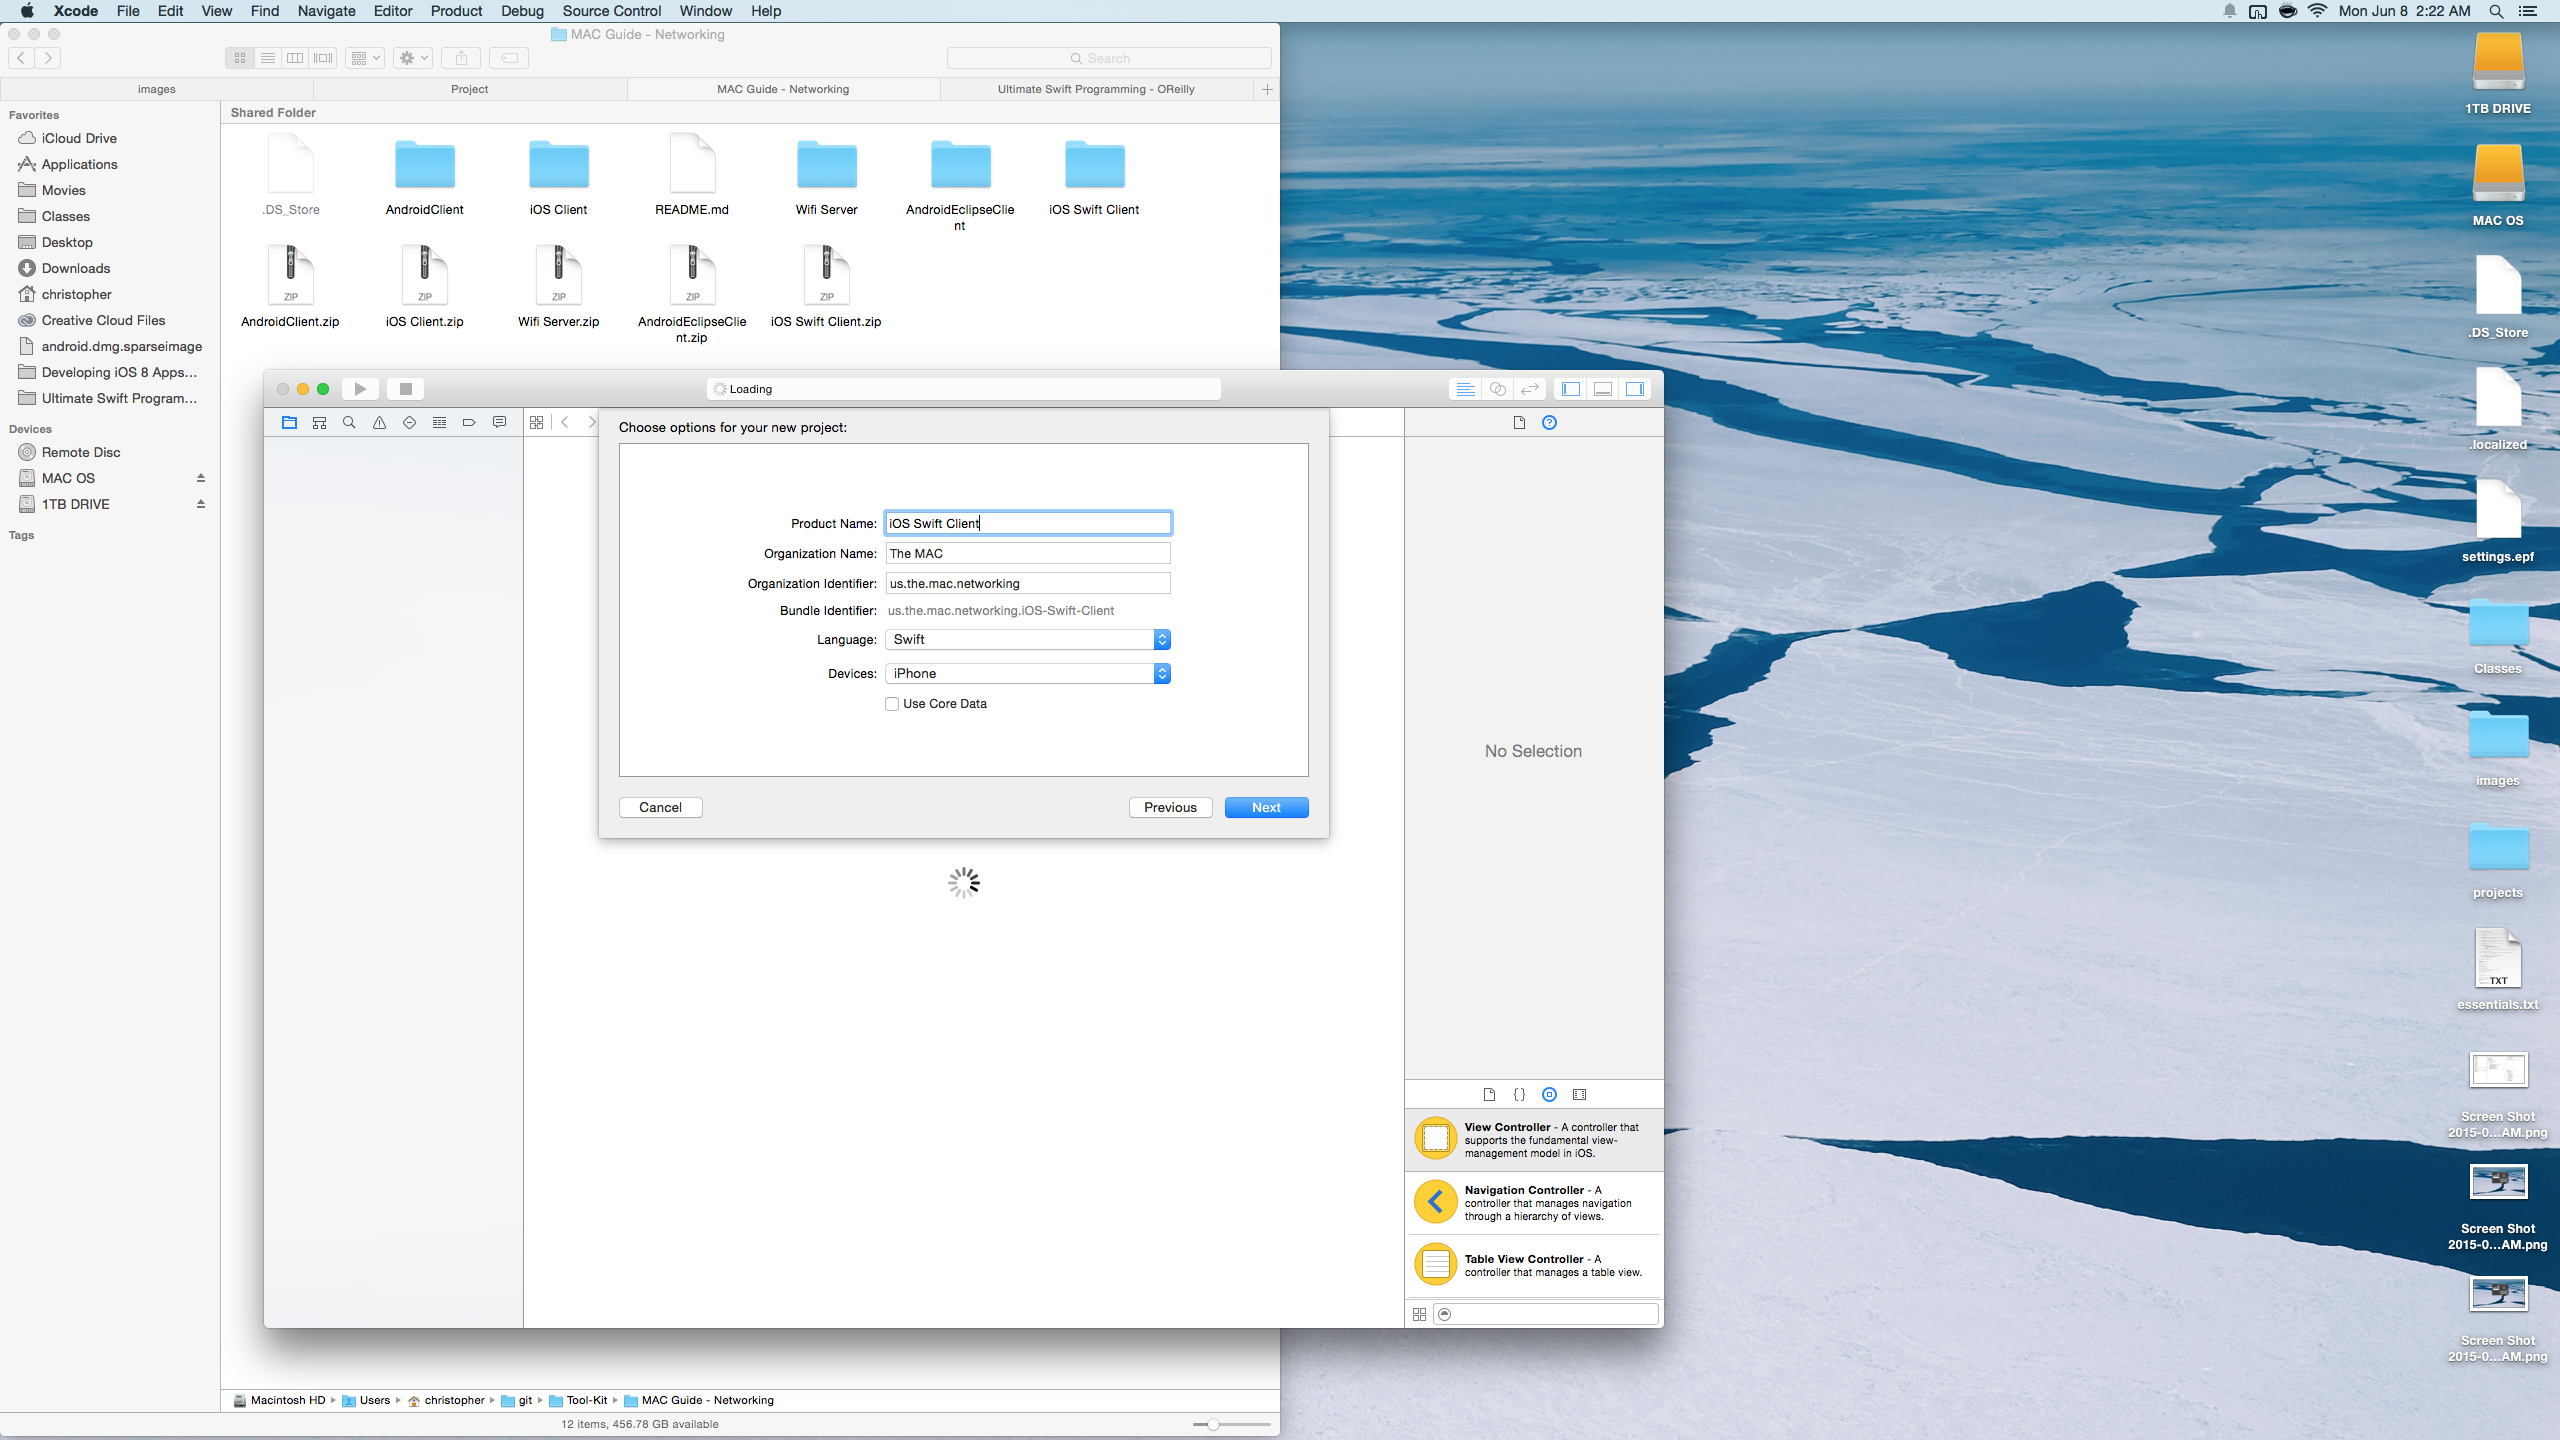 Xcode File Edit View Find Navigate Editor Product Debug Source Control Window Help
Mon Jun 8 2:22 AM
MAC Guide - Networking
Search
images
Project
MAC Guide - Networking
Ultimate Swift Programming - OReilly
Favorites
iCloud Drive
Applications
Movies
Classes
Desktop
Downloads
christopher
Creative Cloud Files
android.dmg.sparseimage
Developing iOS 8 Apps...
Ultimate Swift Program...
Devices
Remote Disc
MAC OS
1TB DRIVE
Tags
Shared Folder
.DS_Store
AndroidClient
iOS Client
README.md
Wifi Server
AndroidEclipseClie
nt
iOS Swift Client
ZIP
AndroidClient.zip
ZIP
iOS Client.zip
ZIP
Wifi Server.zip
ZIP
AndroidEclipseClie
nt.zip
ZIP
iOS Swift Client.zip
Loading
Choose options for your new project:
Product Name: iOS Swift Client
Organization Name: The MAC
Organization Identifier: us.the.mac.networking
Bundle Identifier: us.the.mac.networking.iOS-Swift-Client
Language: Swift
Devices: iPhone
Use Core Data
Cancel
Previous
Next
No Selection
{}
View Controller - A controller that
supports the fundamental view-
management model in iOS.
Navigation Controller - A
controller that manages navigation
through a hierarchy of views.
Table View Controller - A
controller that manages a table view.
Macintosh HD Users christopher git Tool-Kit MAC Guide - Networking
12 items, 456.78 GB available
1TB DRIVE
MAC OS
.DS_Store
.localized
settings.epf
Classes
images
projects
TXT
essentials.txt
Screen Shot
2015-0...AM.png
Screen Shot
2015-0...AM.png
Screen Shot
2015-0...AM.png